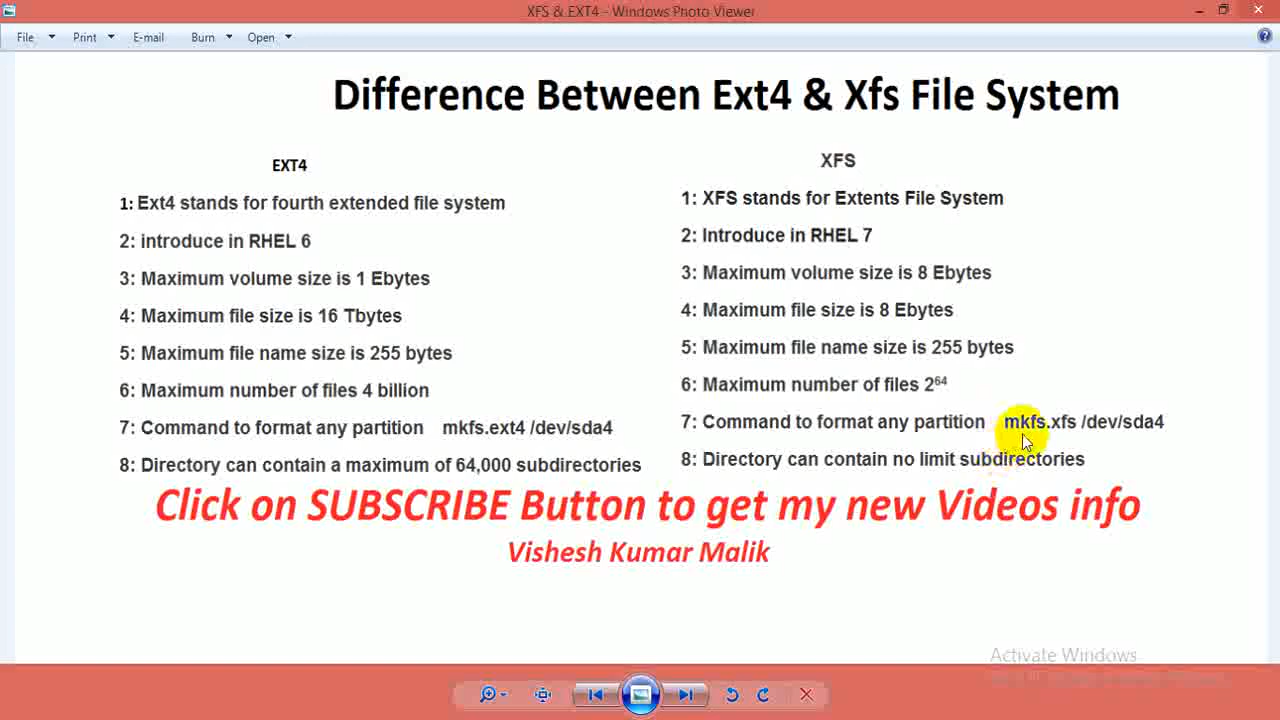 XFS & EXT4 - Windows Photo Viewer
File Print E-mail Burn Open
Difference Between Ext4 & Xfs File System
EXT4
1: Ext4 stands for fourth extended file system
2: introduce in RHEL 6
3: Maximum volume size is 1 Ebytes
4: Maximum file size is 16 Tbytes
5: Maximum file name size is 255 bytes
6: Maximum number of files 4 billion
7: Command to format any partition mkfs.ext4 /dev/sda4
8: Directory can contain a maximum of 64,000 subdirectories
XFS
1: XFS stands for Extents File System
2: Introduce in RHEL 7
3: Maximum volume size is 8 Ebytes
4: Maximum file size is 8 Ebytes
5: Maximum file name size is 255 bytes
6: Maximum number of files 2⁶⁴
7: Command to format any partition mkfs.xfs /dev/sda4
8: Directory can contain no limit subdirectories
Click on SUBSCRIBE Button to get my new Videos info
Vishesh Kumar Malik
Activate Windows